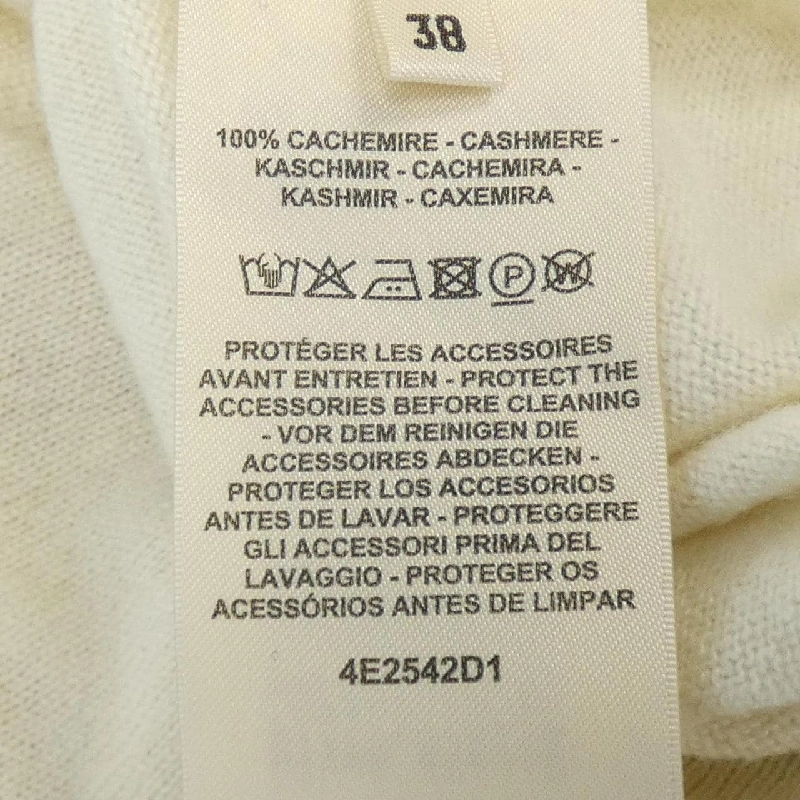 38
100% CACHEMIRE - CASHMERE -
KASCHMIR - CACHEMIRA -
KASHMIR - CAXEMIRA
P
W
PROTÉGER LES ACCESSOIRES
AVANT ENTRETIEN - PROTECT THE
ACCESSORIES BEFORE CLEANING
- VOR DEM REINIGEN DIE
ACCESSOIRES ABDECKEN -
PROTEGER LOS ACCESORIOS
ANTES DE LAVAR - PROTEGGERE
GLI ACCESSORI PRIMA DEL
LAVAGGIO - PROTEGER OS
ACESSÓRIOS ANTES DE LIMPAR
4E2542D1